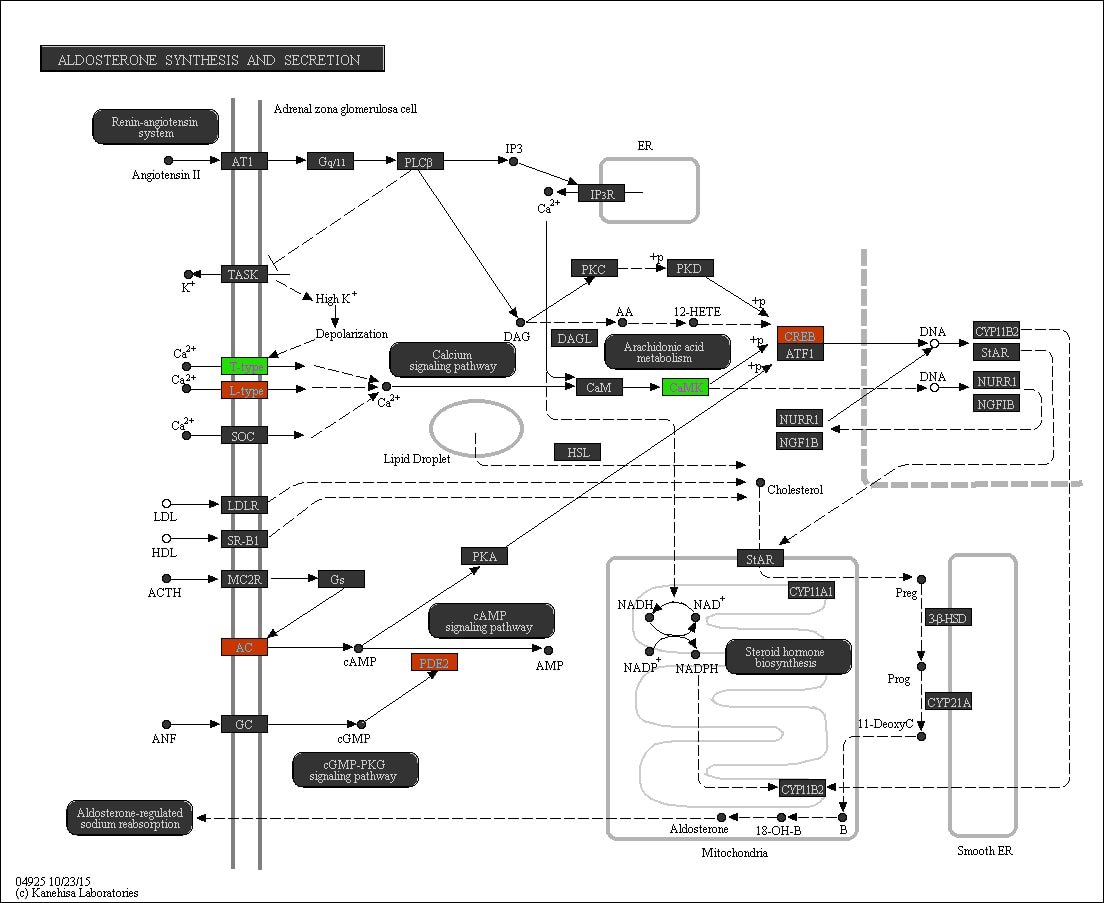 ALDOSTERONE SYNTHESIS AND SECRETION
Adrenal zona glomerulosa cell
Renin-angiotensin
system
Angiotensin II
AT1
Gq/11
PLCβ
IP3
ER
IP3R
Ca2+
TASK
K+
High K+
Depolarization
PKC
+p
PKD
+p
DAG
AA
12-HETE
DAGL
Arachidonic acid
metabolism
+p
+p
CREB
ATF1
DNA
CYP11B2
StAR
Ca2+
T-type
Ca2+
L-type
Ca2+
Calcium
signaling pathway
CaM
CaMK
DNA
NURR1
NGFIB
NURR1
NGF1B
Ca2+
SOC
Lipid Droplet
HSL
Cholesterol
LDL
LDLR
HDL
SR-B1
PKA
StAR
ACTH
MC2R
Gs
CYP11A1
Preg
NADH
NAD+
3-β-HSD
cAMP
signaling pathway
AC
cAMP
PDE2
AMP
NADP+
NADPH
Steroid hormone
biosynthesis
Prog
CYP21A
ANF
GC
cGMP
11-DeoxyC
cGMP-PKG
signaling pathway
CYP11B2
Aldosterone-regulated
sodium reabsorption
Aldosterone
18-OH-B
B
Mitochondria
Smooth ER
04925 10/23/15
(c) Kanehisa Laboratories